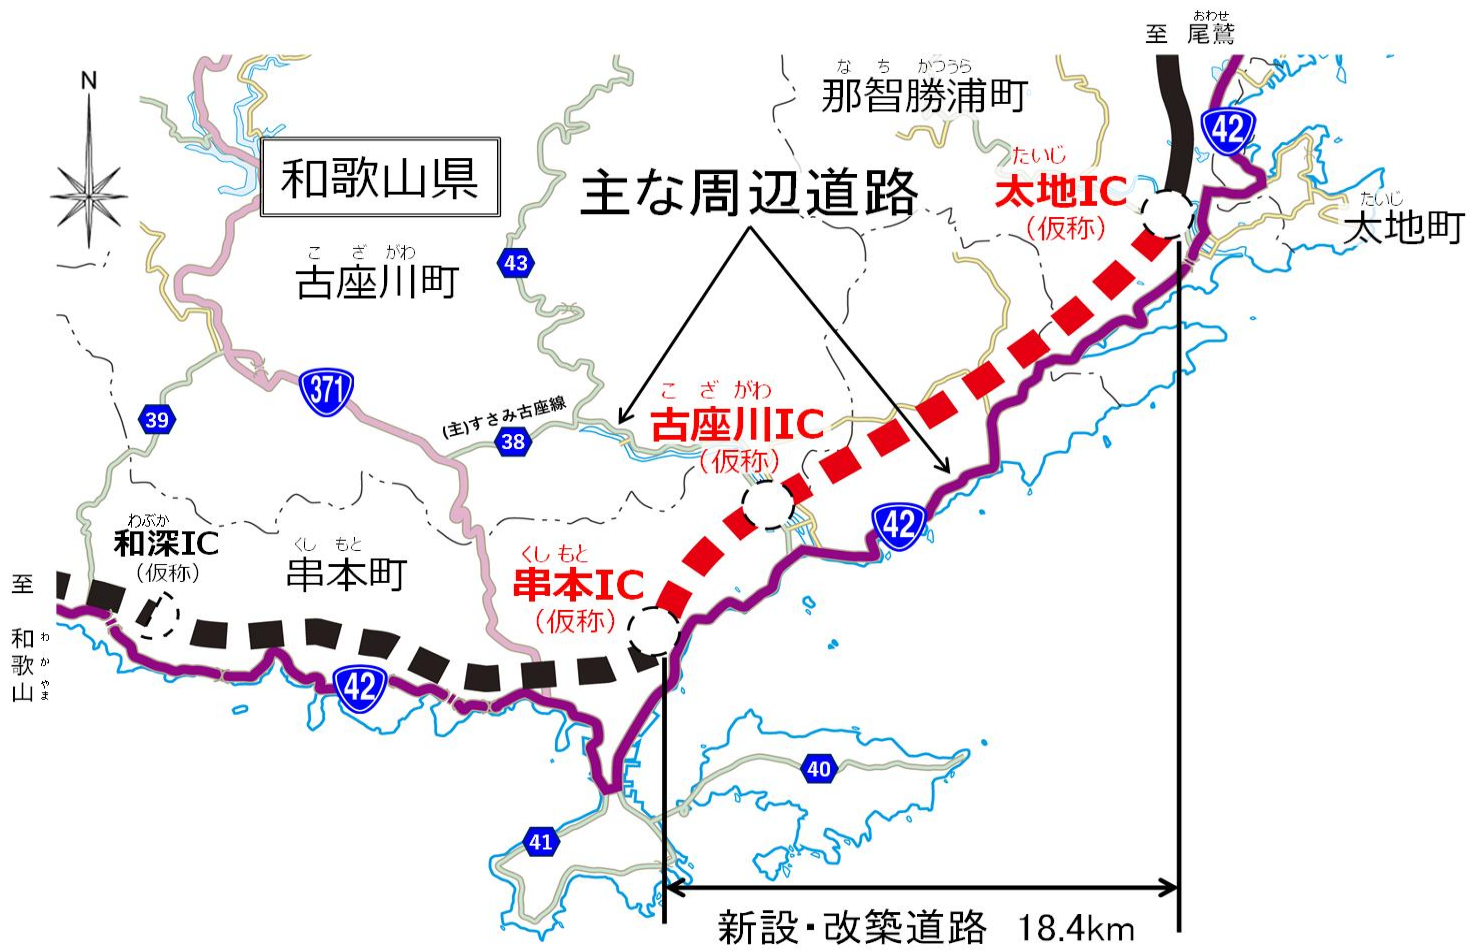 おわせ
至 尾鷲
N
な ち かつうら
那智勝浦町
42
和歌山県
主な周辺道路
たいじ
太地IC
(仮称)
たいじ
太地町
こ ざ がわ
古座川町
43
371
39
(主)すさみ古座線
38
こ ざ がわ
古座川IC
(仮称)
42
わぶか
和深IC
(仮称)
くし もと
串本町
くし もと
串本IC
(仮称)
至 和歌山
わ か やま
42
40
41
新設・改築道路 18.4km